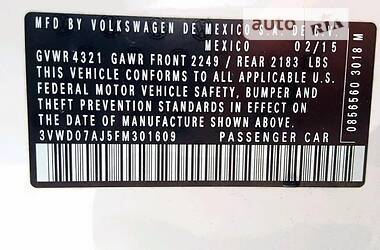 MFD BY VOLKSWAGEN DE MEXICO S.A. DE C.V.
MEXICO 02/15
GVWR 4321 GAWR FRONT 2249 / REAR 2183 LBS
THIS VEHICLE CONFORMS TO ALL APPLICABLE U.S.
FEDERAL MOTOR VEHICLE SAFETY, BUMPER AND
THEFT PREVENTION STANDARDS IN EFFECT ON
THE DATE OF MANUFACTURE SHOWN ABOVE
3VWD07AJ5FM301609 PASSENGER CAR
0856560 3018 M
auto RIA